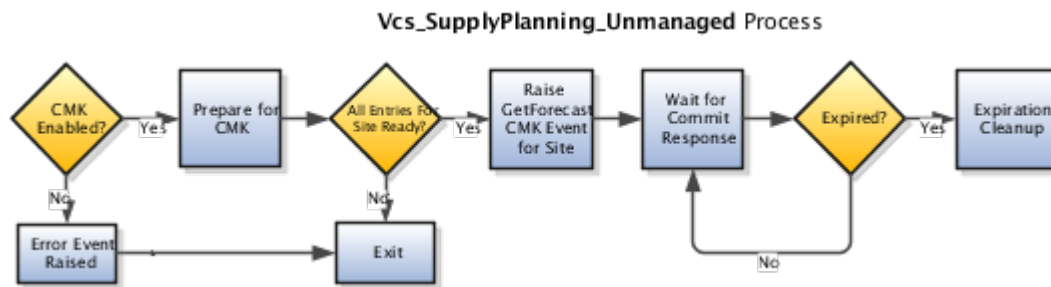 Vcs_SupplyPlanning_Unmanaged Process
CMK
Enabled?
Yes
Prepare for
CMK
All Entries For
Site Ready?
Yes
Raise
GetForecast
CMK Event
for Site
Wait for
Commit
Response
Expired?
Yes
Expiration
Cleanup
No
Error Event
Raised
No
Exit
No